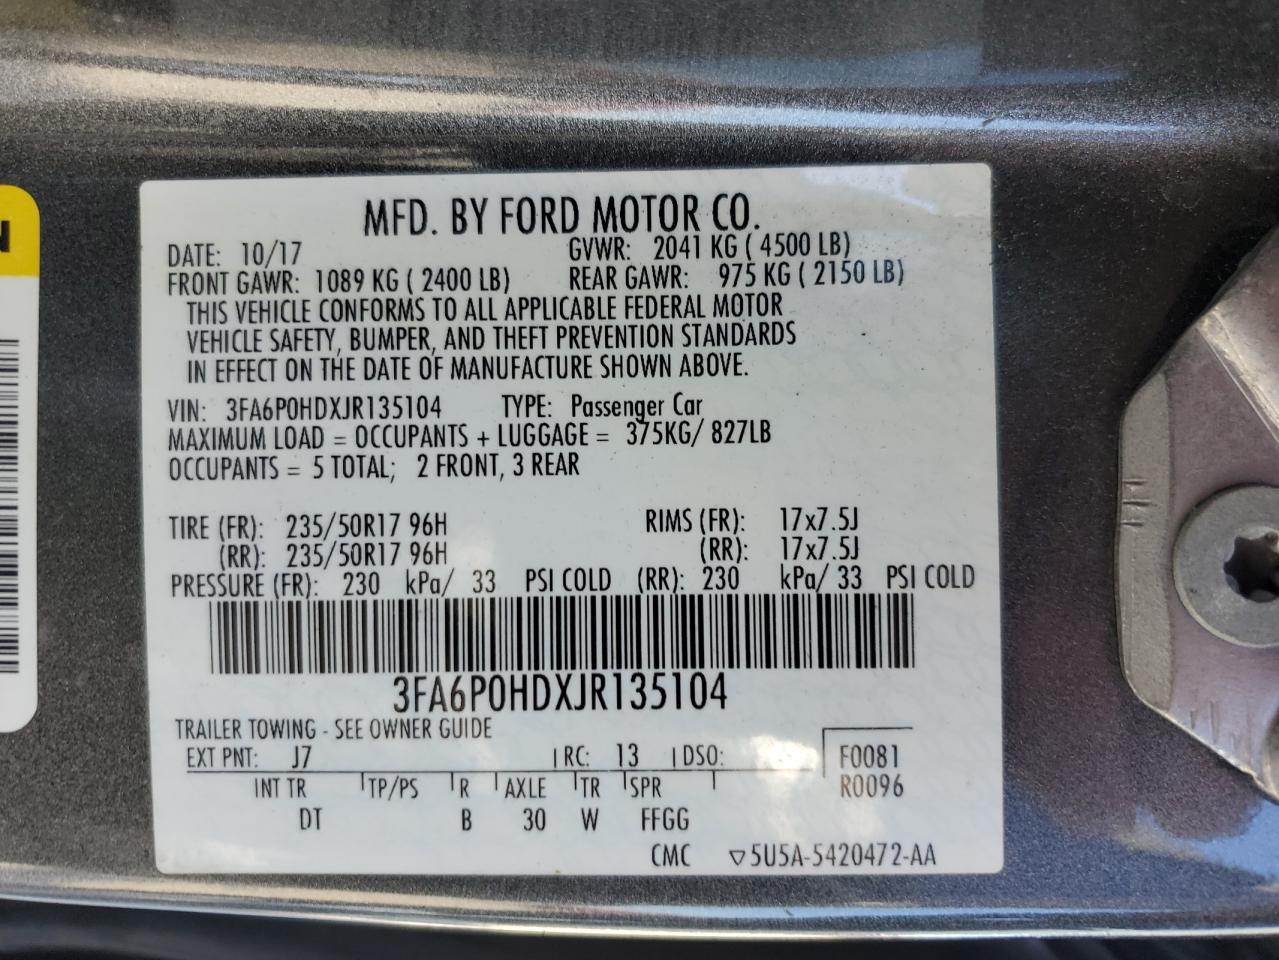 MFD. BY FORD MOTOR CO.
DATE: 10/17 GVWR: 2041 KG ( 4500 LB)
FRONT GAWR: 1089 KG ( 2400 LB) REAR GAWR: 975 KG ( 2150 LB)
THIS VEHICLE CONFORMS TO ALL APPLICABLE FEDERAL MOTOR
VEHICLE SAFETY, BUMPER, AND THEFT PREVENTION STANDARDS
IN EFFECT ON THE DATE OF MANUFACTURE SHOWN ABOVE.
VIN: 3FA6P0HDXJR135104 TYPE: Passenger Car
MAXIMUM LOAD = OCCUPANTS + LUGGAGE = 375KG/ 827LB
OCCUPANTS = 5 TOTAL; 2 FRONT, 3 REAR
TIRE (FR): 235/50R17 96H RIMS (FR): 17x7.5J
(RR): 235/50R17 96H (RR): 17x7.5J
PRESSURE (FR): 230 kPa/ 33 PSI COLD (RR): 230 kPa/ 33 PSI COLD
3FA6P0HDXJR135104
TRAILER TOWING - SEE OWNER GUIDE
EXT PNT: J7 RC: 13 DSO: F0081
INT TR TP/PS R AXLE TR SPR R0096
DT B 30 W FFGG
CMC ▽5U5A-5420472-AA
N